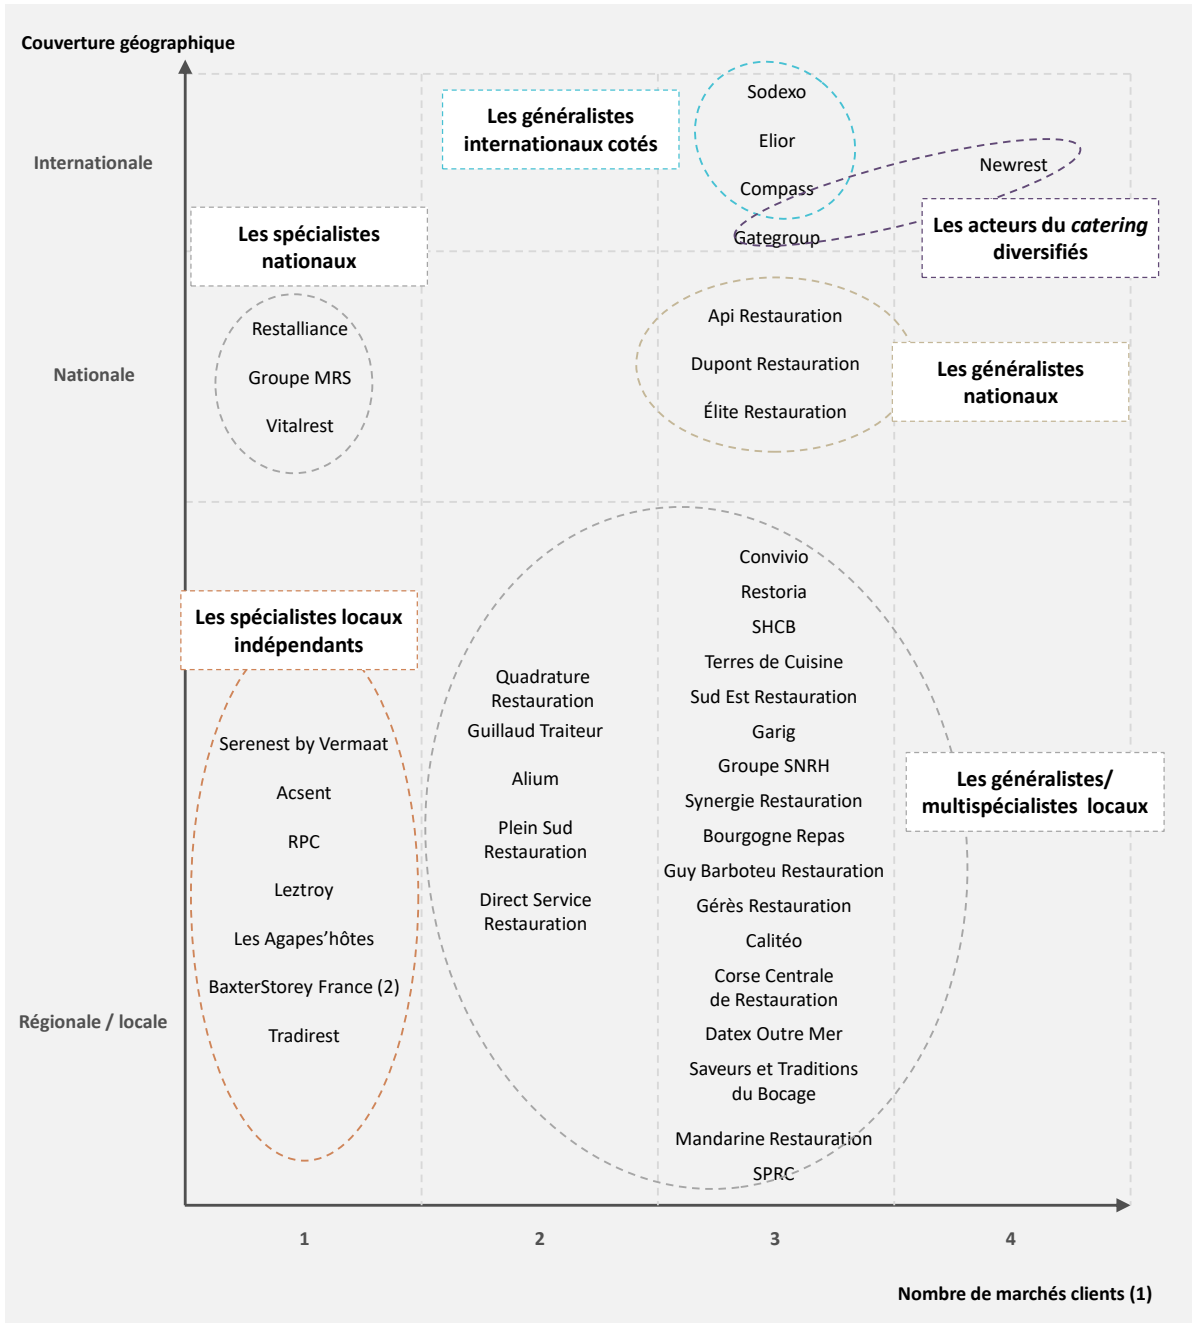 Couverture géographique
Internationale
Les généralistes
internationaux cotés
Sodexo
Elior
Compass
Gategroup
Newrest
Les acteurs du catering
diversifiés
Les spécialistes
nationaux
Nationale
Restalliance
Groupe MRS
Vitalrest
Api Restauration
Dupont Restauration
Élite Restauration
Les généralistes
nationaux
Régionale / locale
Les spécialistes locaux
indépendants
Serenest by Vermaat
Acsent
RPC
Leztroy
Les Agapes’hôtes
BaxterStorey France (2)
Tradirest
Quadrature
Restauration
Guillaud Traiteur
Alium
Plein Sud
Restauration
Direct Service
Restauration
Convivio
Restoria
SHCB
Terres de Cuisine
Sud Est Restauration
Garig
Groupe SNRH
Synergie Restauration
Bourgogne Repas
Guy Barboteu Restauration
Gérès Restauration
Calitéo
Corse Centrale
de Restauration
Datex Outre Mer
Saveurs et Traditions
du Bocage
Mandarine Restauration
SPRC
Les généralistes/
multispécialistes locaux
1
2
3
4
Nombre de marchés clients (1)